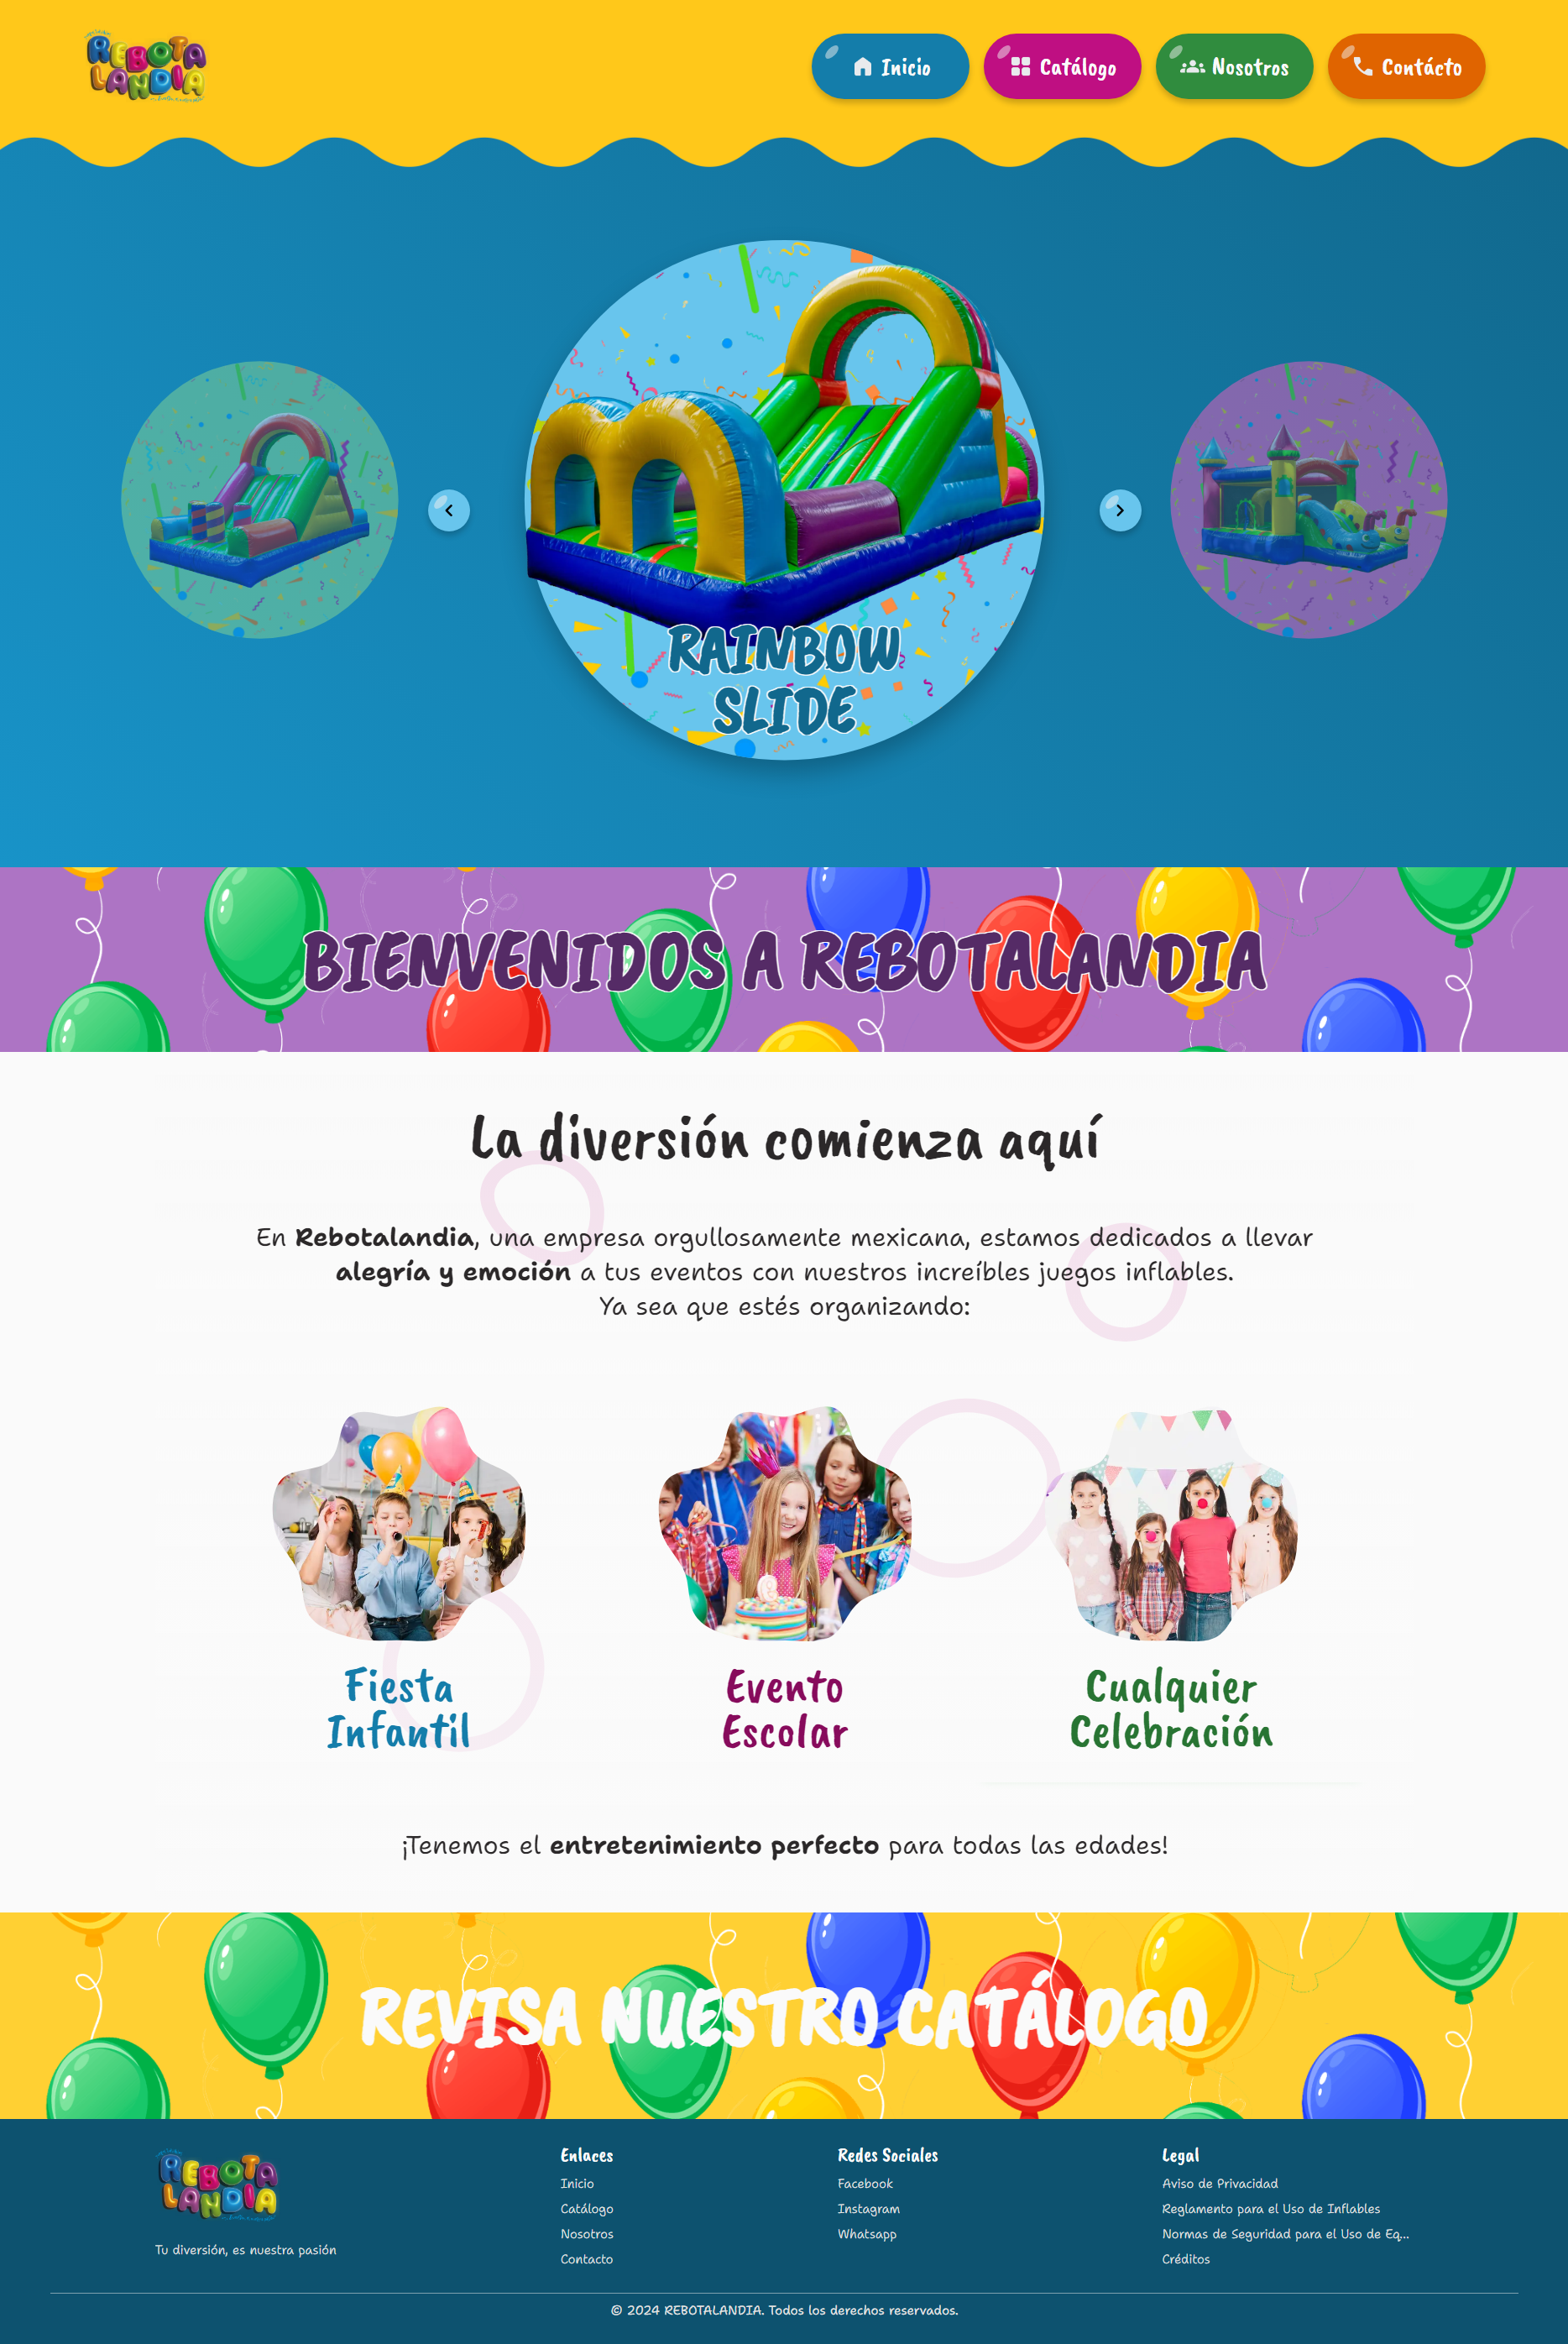 REBOTA
LANDIA
Inicio
Catálogo
Nosotros
Contácto
RAINBOW
SLIDE
BIENVENIDOS A REBOTALANDIA
La diversión comienza aquí
En Rebotalandia, una empresa orgullosamente mexicana, estamos dedicados a llevar
alegría y emoción a tus eventos con nuestros increíbles juegos inflables.
Ya sea que estés organizando:
Fiesta
Infantil
Evento
Escolar
Cualquier
Celebración
¡Tenemos el entretenimiento perfecto para todas las edades!
REVISA NUESTRO CATÁLOGO
REBOTA
LANDIA
Tu diversión, es nuestra pasión
Enlaces
Inicio
Catálogo
Nosotros
Contacto
Redes Sociales
Facebook
Instagram
Whatsapp
Legal
Aviso de Privacidad
Reglamento para el Uso de Inflables
Normas de Seguridad para el Uso de Eq...
Créditos
© 2024 REBOTALANDIA. Todos los derechos reservados.